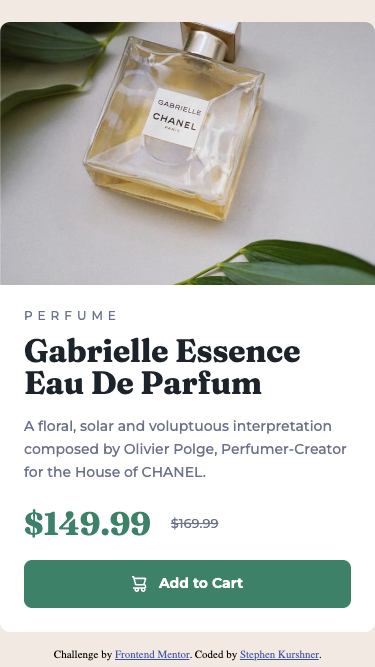 GABRIELLE
CHANEL
PARIS
PERFUME
Gabrielle Essence
Eau De Parfum
A floral, solar and voluptuous interpretation
composed by Olivier Polge, Perfumer-Creator
for the House of CHANEL.
$149.99 $169.99
Add to Cart
Challenge by Frontend Mentor. Coded by Stephen Kurshner.